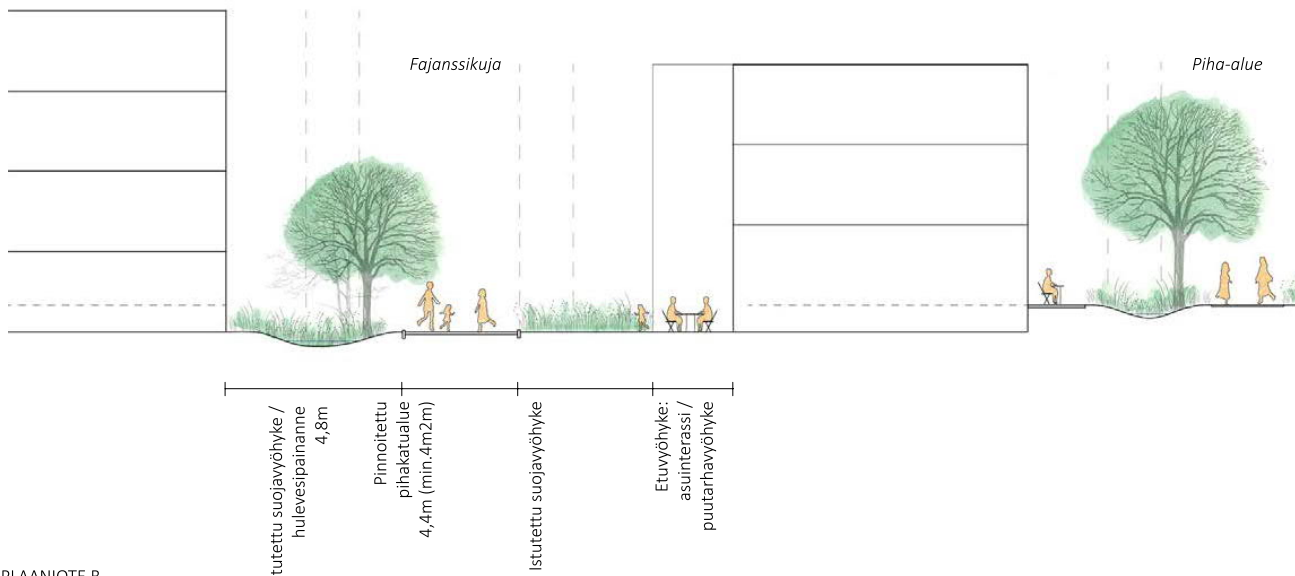 Fajanssikuja
Piha-alue
tutettu suojavyöhyke /
hulevesipainanne
4,8m
Pinnoitettu
pihakatualue
4,4m (min.4m2m)
Istutettu suojavyöhyke
Etuvyöhyke:
asuinterassi /
puutarhavyöhyke